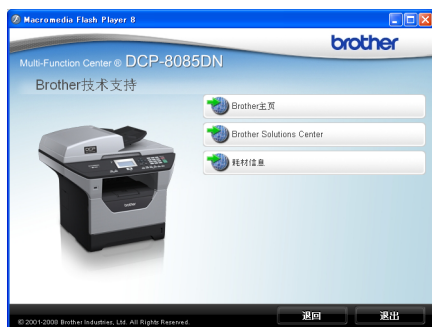 Macromedia Flash Player 8
brother
Multi-Function Center ® DCP-8085DN
Brother技术支持
Brother主页
Brother Solutions Center
耗材信息
退回
退出
© 2001-2008 Brother Industries, Ltd. All Rights Reserved.